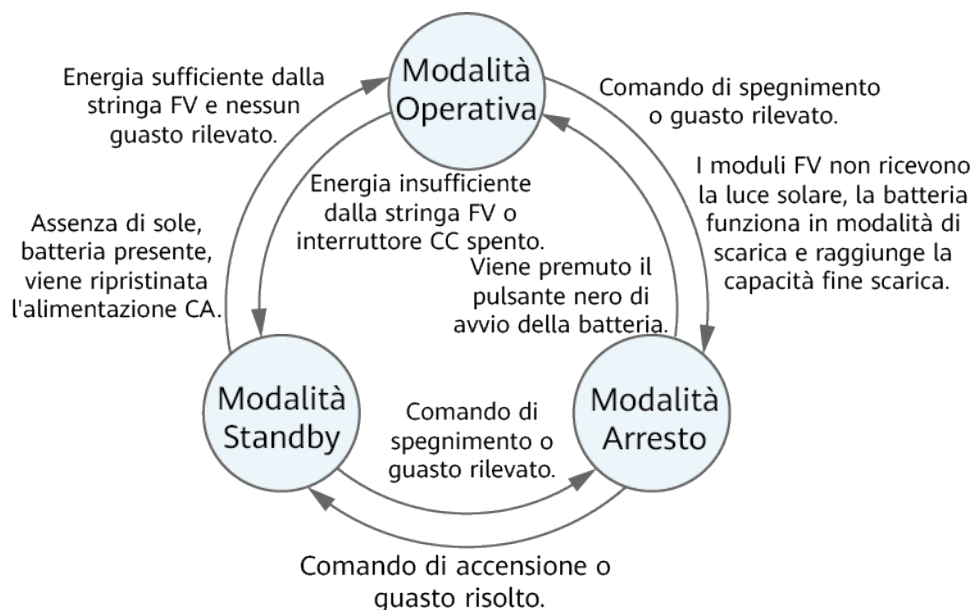 Modalità
Operativa
Energia sufficiente dalla
stringa FV e nessun
guasto rilevato.
Comando di spegnimento
o guasto rilevato.
I moduli FV non ricevono
la luce solare, la batteria
funziona in modalità di
scarica e raggiunge la
capacità fine scarica.
Energia insufficiente
dalla stringa FV o
interruttore CC spento.
Assenza di sole,
batteria presente,
viene ripristinata
l'alimentazione CA.
Viene premuto il
pulsante nero di
avvio della batteria.
Modalità
Standby
Comando di
spegnimento o
guasto rilevato.
Modalità
Arresto
Comando di accensione o
guasto risolto.